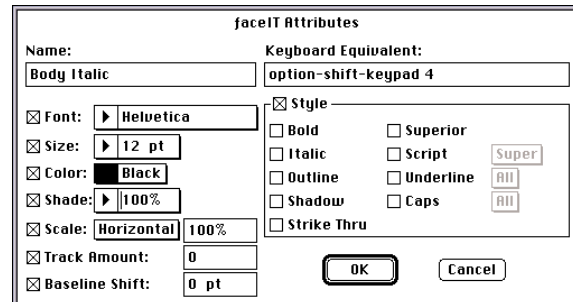 faceIT Attributes
Name: Keyboard Equivalent:
Body Italic option-shift-keypad 4
Font: Helvetica
Size: 12 pt
Color: Black
Shade: 100%
Scale: Horizontal 100%
Track Amount: 0
Baseline Shift: 0 pt
Style
Bold Superior
Italic Script Super
Outline Underline All
Shadow Caps All
Strike Thru
OK Cancel